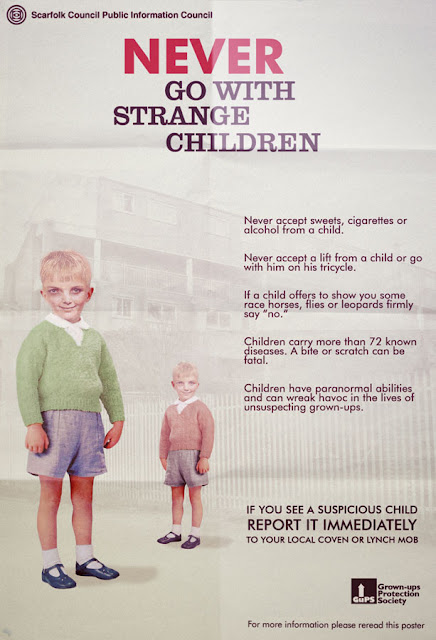 Scarfolk Council Public Information Council
NEVER
GO WITH
STRANGE
CHILDREN
Never accept sweets, cigarettes or
alcohol from a child.
Never accept a lift from a child or go
with him on his tricycle.
If a child offers to show you some
race horses, flies or leopards firmly
say "no."
Children carry more than 72 known
diseases. A bite or scratch can be
fatal.
Children have paranormal abilities
and can wreak havoc in the lives of
unsuspecting grown-ups.
IF YOU SEE A SUSPICIOUS CHILD
REPORT IT IMMEDIATELY
TO YOUR LOCAL COVEN OR LYNCH MOB
GuPS
Grown-ups
Protection
Society
For more information please reread this poster